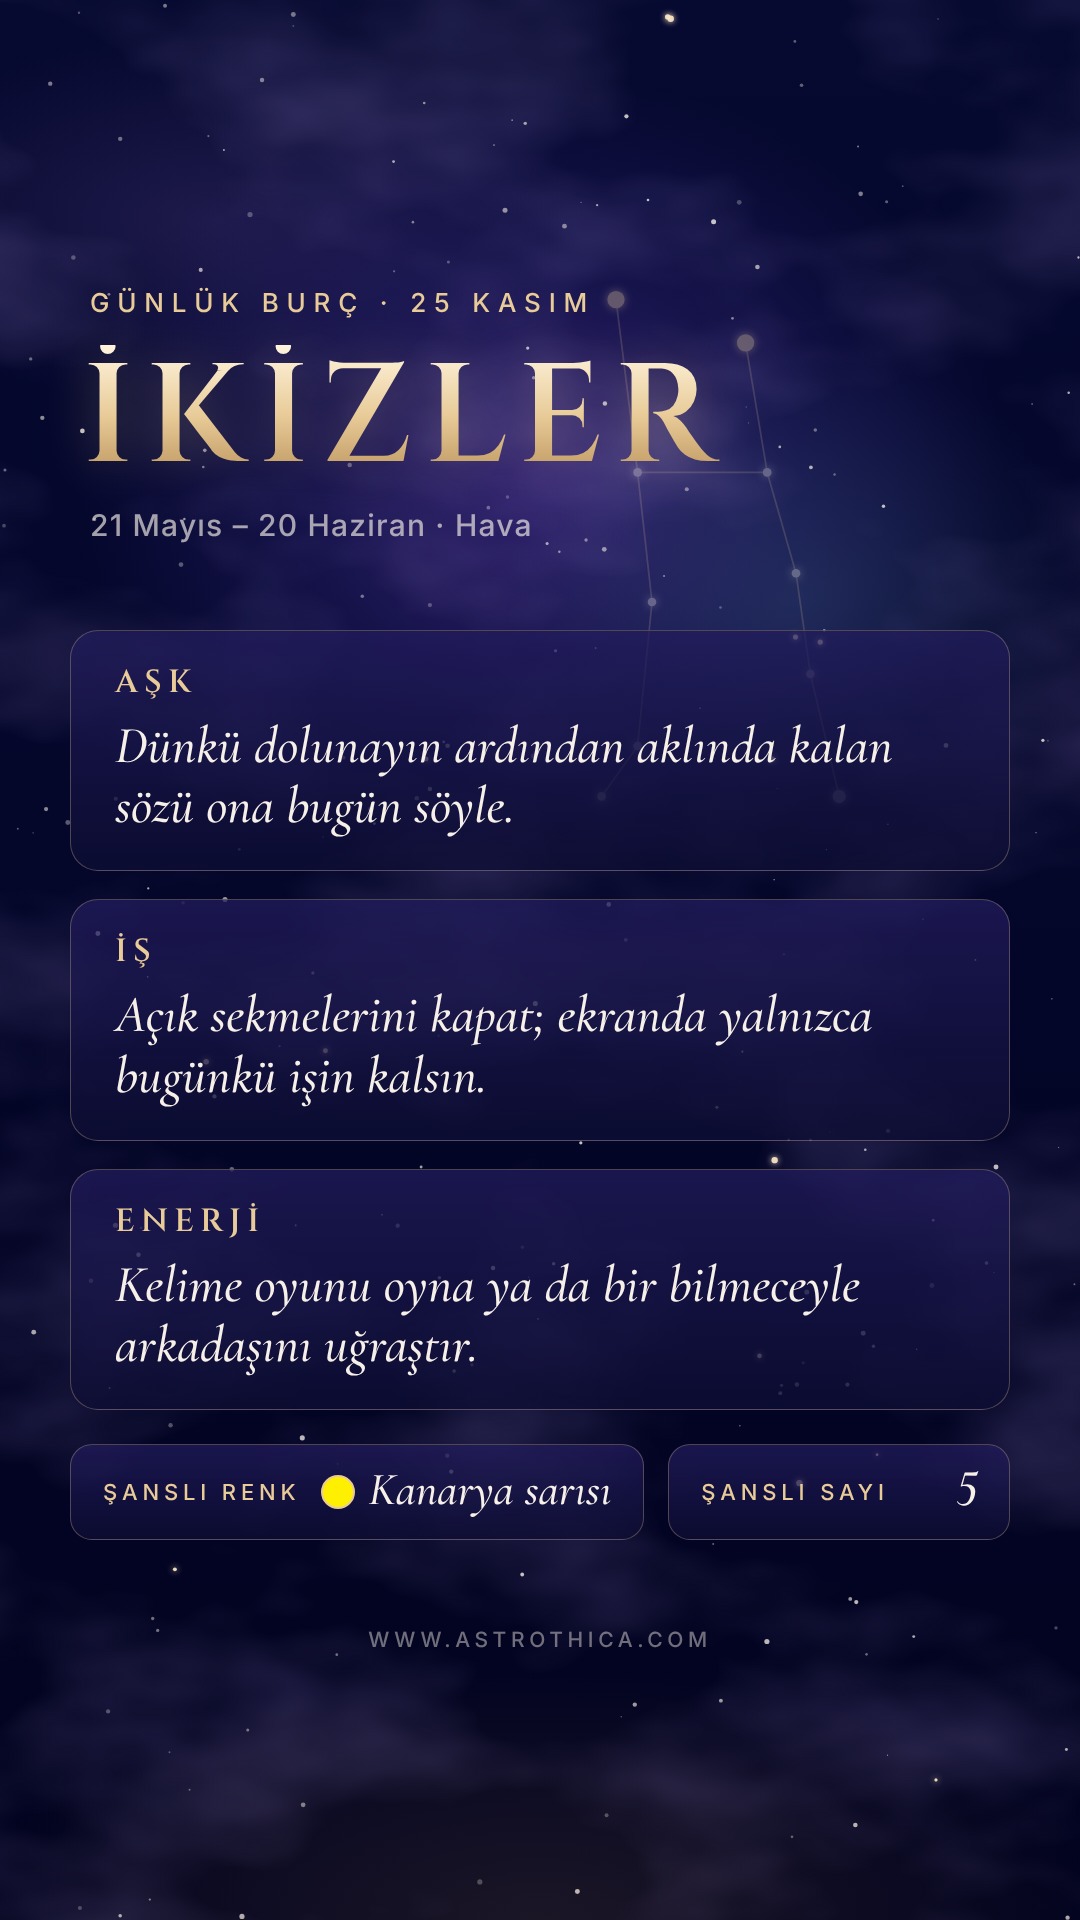 GÜNLÜK BURÇ · 25 KASIM
İKİZLER
21 Mayıs – 20 Haziran · Hava
AŞK
Dünkü dolunayın ardından aklında kalan
sözü ona bugün söyle.
İŞ
Açık sekmelerini kapat; ekranda yalnızca
bugünkü işin kalsın.
ENERJİ
Kelime oyunu oyna ya da bir bilmeceyle
arkadaşını uğraştır.
ŞANSLI RENK Kanarya sarısı
ŞANSLI SAYI 5
WWW.ASTROTHICA.COM